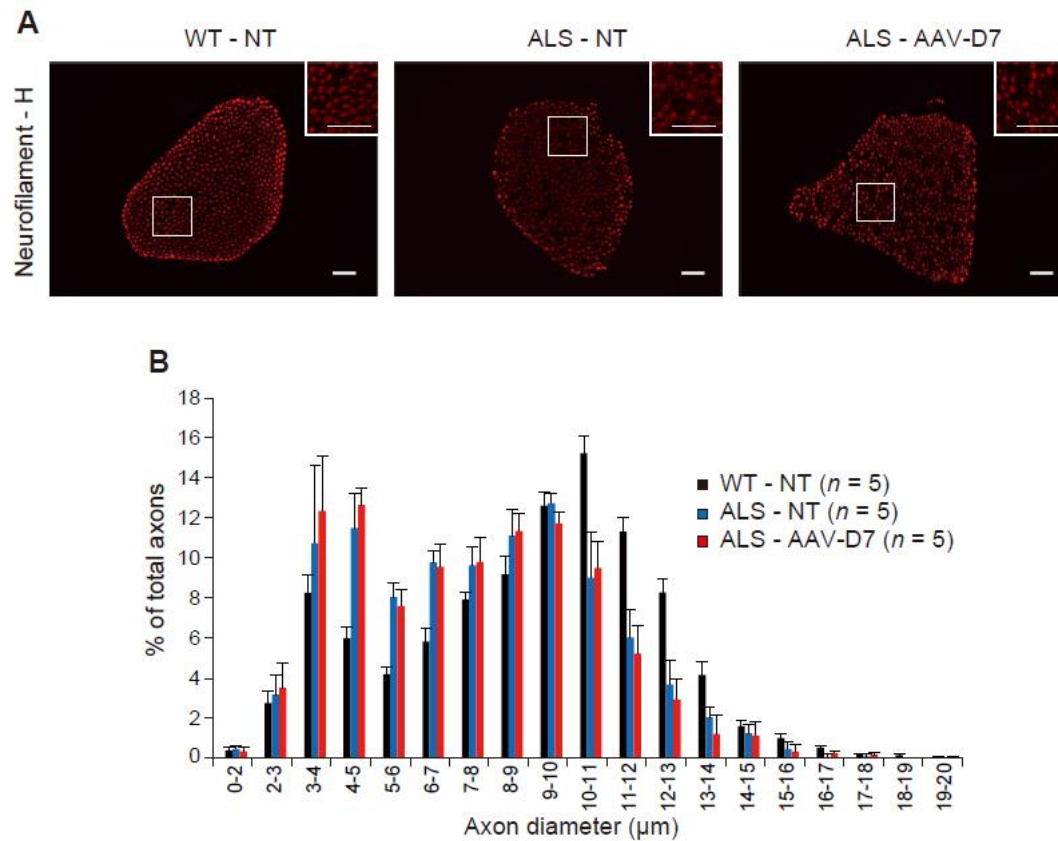 A
WT - NT
ALS - NT
ALS - AAV-D7
Neurofilament - H
B
18
16
14
12
10
8
6
4
2
0
% of total axons
WT - NT (n = 5)
ALS - NT (n = 5)
ALS - AAV-D7 (n = 5)
0-2
2-3
3-4
4-5
5-6
6-7
7-8
8-9
9-10
10-11
11-12
12-13
13-14
14-15
15-16
16-17
17-18
18-19
19-20
Axon diameter (µm)